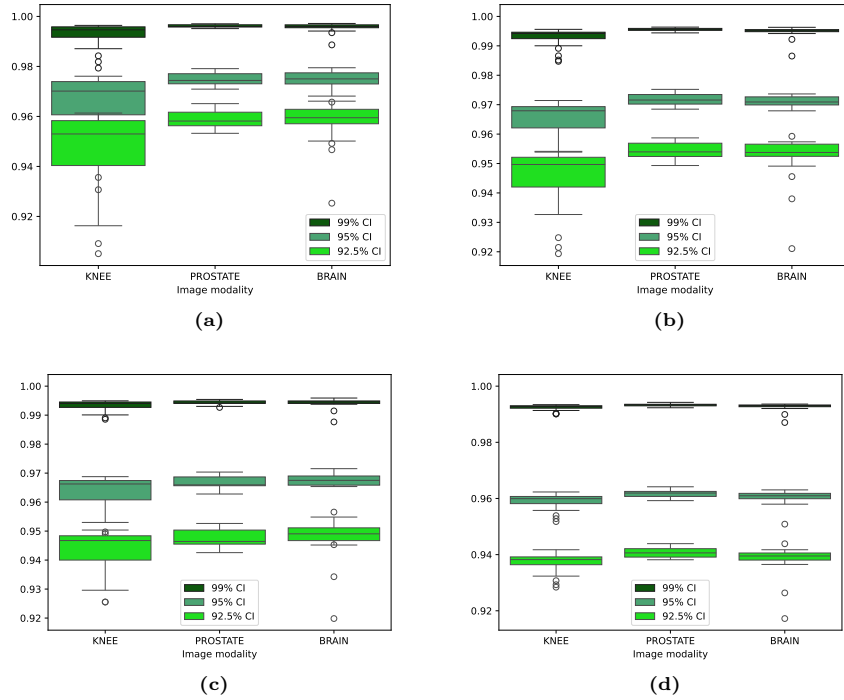 1.00
0.98
0.96
0.94
0.92
99% CI
95% CI
92.5% CI
KNEE PROSTATE BRAIN
Image modality
(a)
1.00
0.99
0.98
0.97
0.96
0.95
0.94
0.93
0.92
99% CI
95% CI
92.5% CI
KNEE PROSTATE BRAIN
Image modality
(b)
1.00
0.99
0.98
0.97
0.96
0.95
0.94
0.93
0.92
99% CI
95% CI
92.5% CI
KNEE PROSTATE BRAIN
Image modality
(c)
1.00
0.98
0.96
0.94
0.92
99% CI
95% CI
92.5% CI
KNEE PROSTATE BRAIN
Image modality
(d)